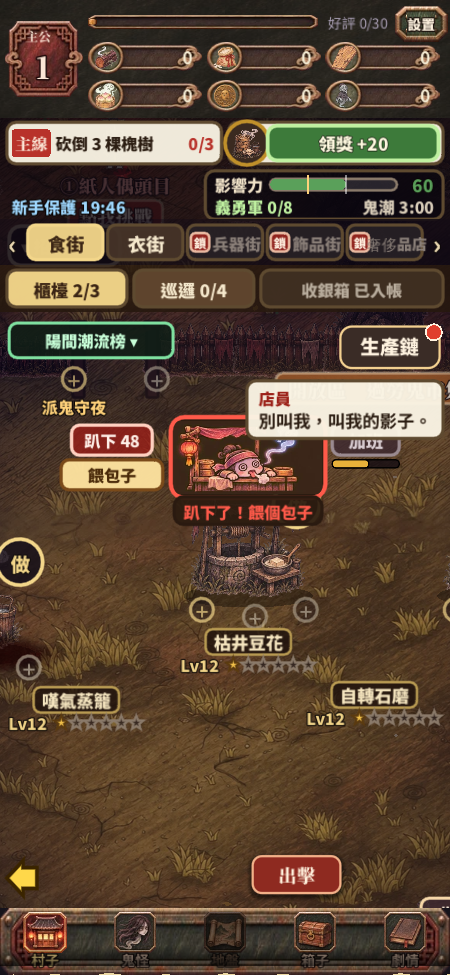 主公
1
好評 0/30
設置
0
0
0
0
0
0
主線 砍倒 3 棵槐樹 0/3
領獎 +20
紙人偶頭目
影響力 60
新手保護 19:46
義勇軍 0/8
鬼潮 3:00
‹
食街
衣街
鎖 兵器街
鎖 飾品街
鎖 奢侈品店
›
櫃檯 2/3
巡邏 0/4
收銀箱 已入帳
陽間潮流榜 ▾
生產鏈
派鬼守夜
店員
別叫我，叫我的影子。
趴下 48
餵包子
加班
趴下了！餵個包子
做
枯井豆花
Lv12
嘆氣蒸籠
Lv12
自轉石磨
Lv12
出擊
村子
鬼怪
地盤
箱子
劇情